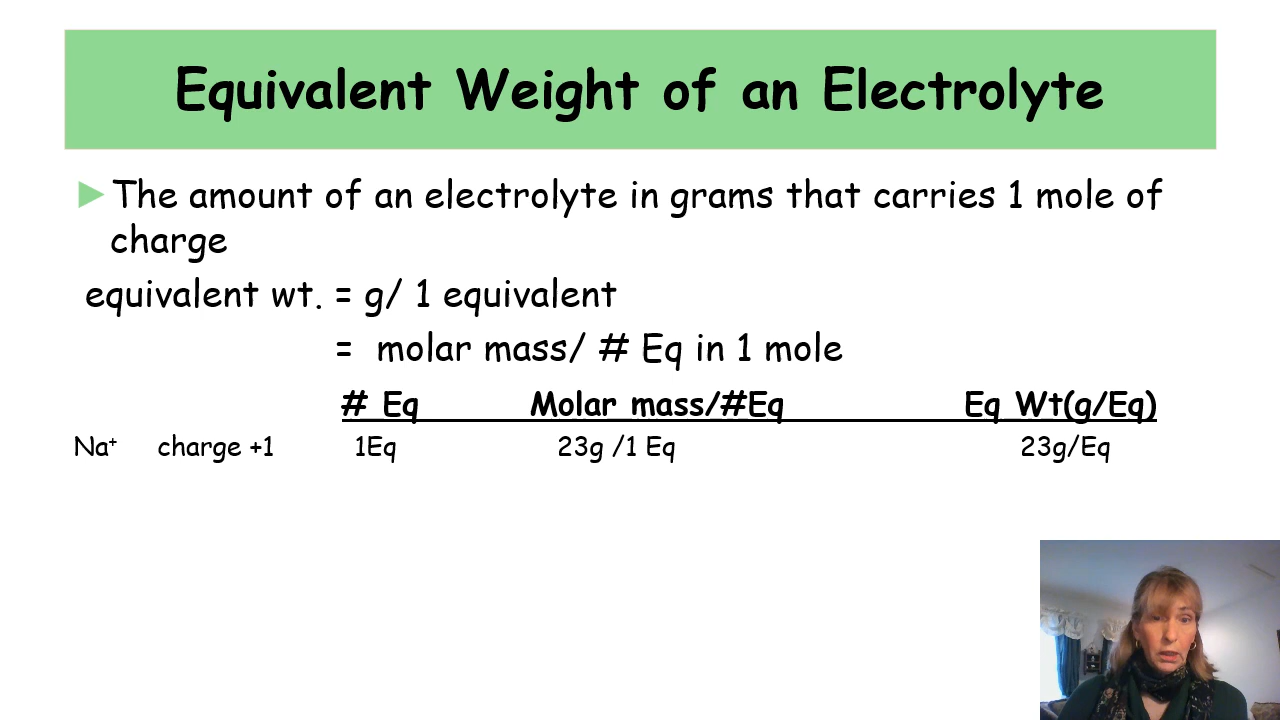 Equivalent Weight of an Electrolyte
►The amount of an electrolyte in grams that carries 1 mole of
charge
equivalent wt. = g/ 1 equivalent
= molar mass/ # Eq in 1 mole
# Eq Molar mass/#Eq Eq Wt(g/Eq)
Na⁺ charge +1 1Eq 23g /1 Eq 23g/Eq